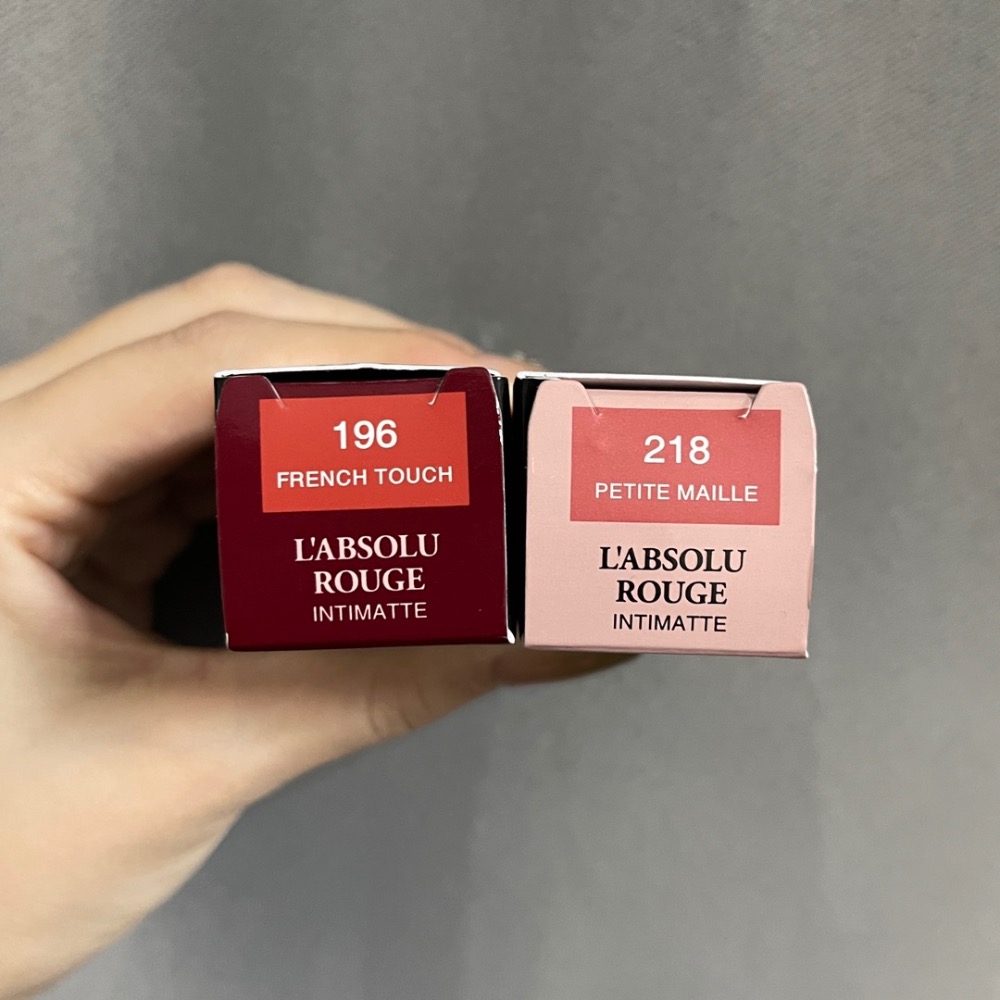 196
FRENCH TOUCH
L'ABSOLU
ROUGE
INTIMATTE
218
PETITE MAILLE
L'ABSOLU
ROUGE
INTIMATTE